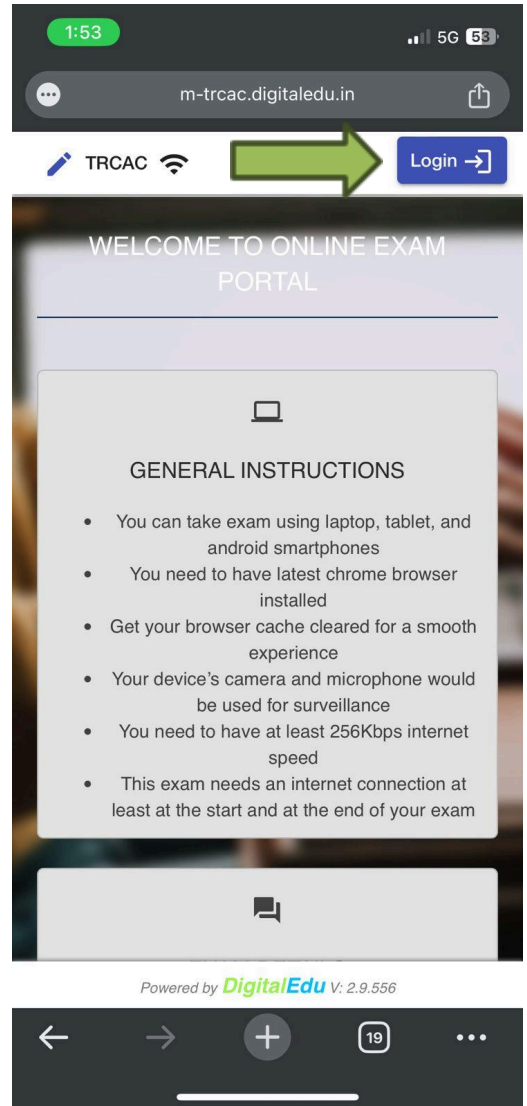 1:53
5G 53
m-trcac.digitaledu.in
TRCAC
Login
WELCOME TO ONLINE EXAM
PORTAL
GENERAL INSTRUCTIONS
• You can take exam using laptop, tablet, and
android smartphones
• You need to have latest chrome browser
installed
• Get your browser cache cleared for a smooth
experience
• Your device's camera and microphone would
be used for surveillance
• You need to have at least 256Kbps internet
speed
• This exam needs an internet connection at
least at the start and at the end of your exam
Powered by DigitalEdu V: 2.9.556
19